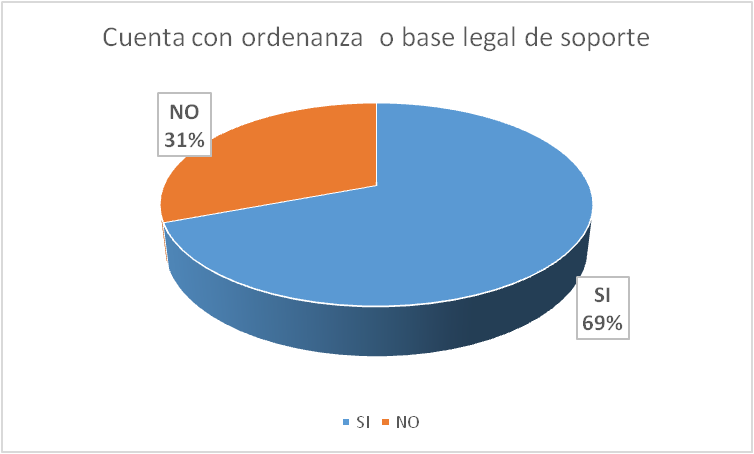 Cuenta con ordenanza  o base legal de soporte
NO
31%
SI
69%
SI NO